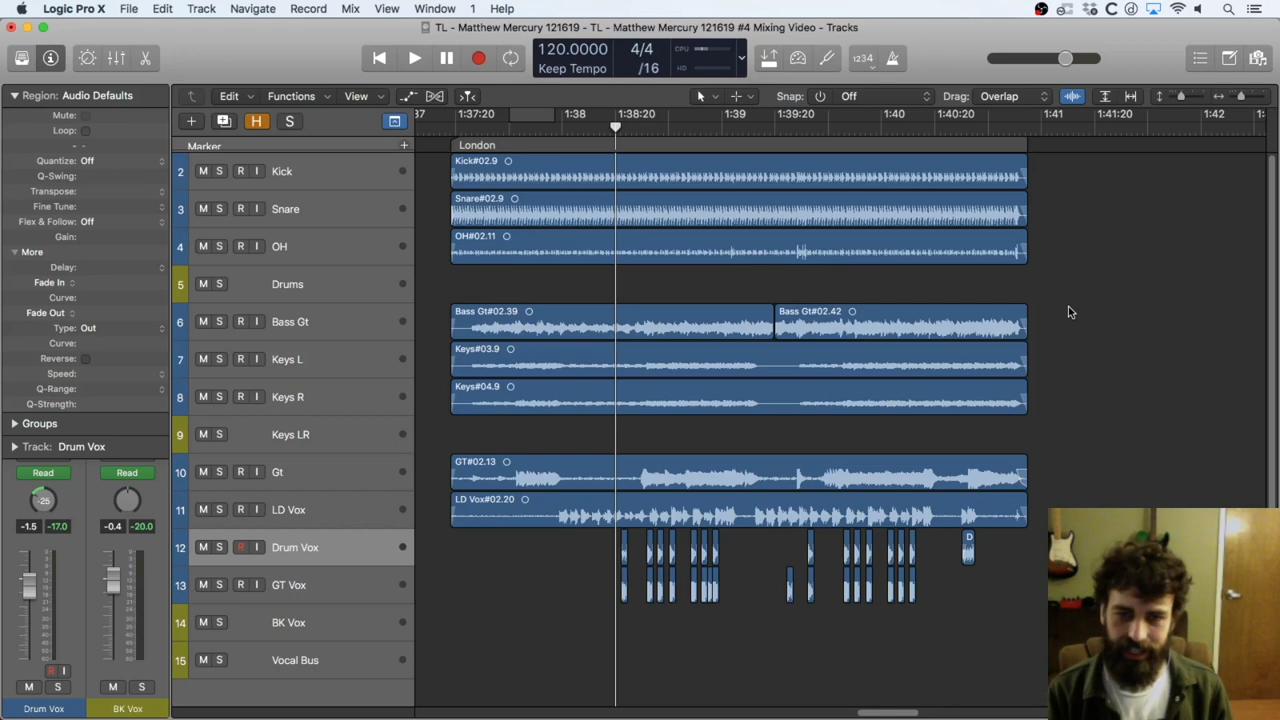 Logic Pro X File Edit Track Navigate Record Mix View Window 1 Help
TL - Matthew Mercury 121619 - TL - Matthew Mercury 121619 #4 Mixing Video - Tracks
120.0000 4/4 CPU
Keep Tempo /16 HD
1234
Region: Audio Defaults
Edit Functions View Snap: Off Drag: Overlap
H S
37 1:37:20 1:38 1:38:20 1:39 1:39:20 1:40 1:40:20 1:41 1:41:20 1:42 1:
Marker
London
Mute:
Loop:
Quantize: Off
Q-Swing:
Transpose:
Fine Tune:
Flex & Follow: Off
Gain:
More
Delay:
Fade In
Curve:
Fade Out
Type: Out
Curve:
Reverse:
Speed:
Q-Range:
Q-Strength:
Groups
Track: Drum Vox
Read Read
-25
-1.5 -17.0 -0.4 -20.0
R I
M S M S
Drum Vox BK Vox
2 M S R I Kick
3 M S R I Snare
4 M S R I OH
5 M S Drums
6 M S R I Bass Gt
7 M S R I Keys L
8 M S R I Keys R
9 M S Keys LR
10 M S R I Gt
11 M S R I LD Vox
12 M S R I Drum Vox
13 M S R I GT Vox
14 M S BK Vox
15 M S Vocal Bus
Kick#02.9
Snare#02.9
OH#02.11
Bass Gt#02.39 Bass Gt#02.42
Keys#03.9
Keys#04.9
GT#02.13
LD Vox#02.20
D